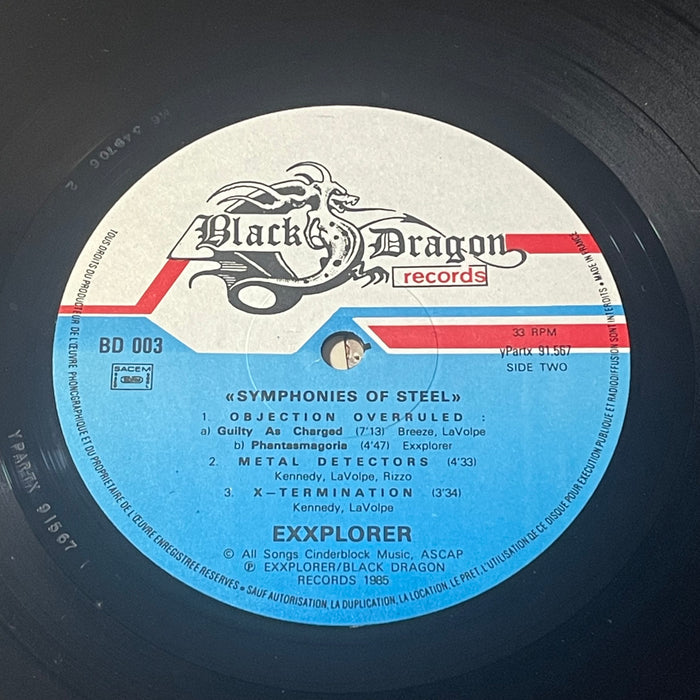 Black Dragon
records
BD 003
SACEM
33 RPM
yPartx 91.567
SIDE TWO
«SYMPHONIES OF STEEL»
1. OBJECTION OVERRULED :
a) Guilty As Charged (7'13) Breeze, LaVolpe
b) Phantasmagoria (4'47) Exxplorer
2. METAL DETECTORS (4'33)
Kennedy, LaVolpe, Rizzo
3. X-TERMINATION (3'34)
Kennedy, LaVolpe
EXXPLORER
© All Songs Cinderblock Music, ASCAP
℗ EXXPLORER/BLACK DRAGON
RECORDS 1985
TOUS DROITS DU PRODUCTEUR DE L'ŒUVRE PHONOGRAPHIQUE ET DU PROPRIETAIRE DE L'ŒUVRE ENREGISTREE RESERVES • SAUF AUTORISATION, LA DUPLICATION, LA LOCATION, LE PRET, L'UTILISATION DE CE DISQUE POUR EXECUTION PUBLIQUE ET RADIODIFFUSION SONT INTERDITS • MADE IN FRANCE
YPARTX 91567 1